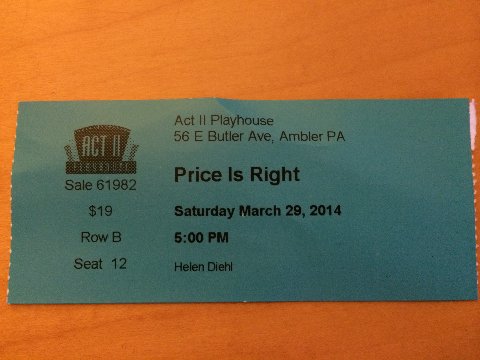 ACT II
PLAYHOUSE
Sale 61982
$19
Row B
Seat 12
Act II Playhouse
56 E Butler Ave, Ambler PA
Price Is Right
Saturday March 29, 2014
5:00 PM
Helen Diehl